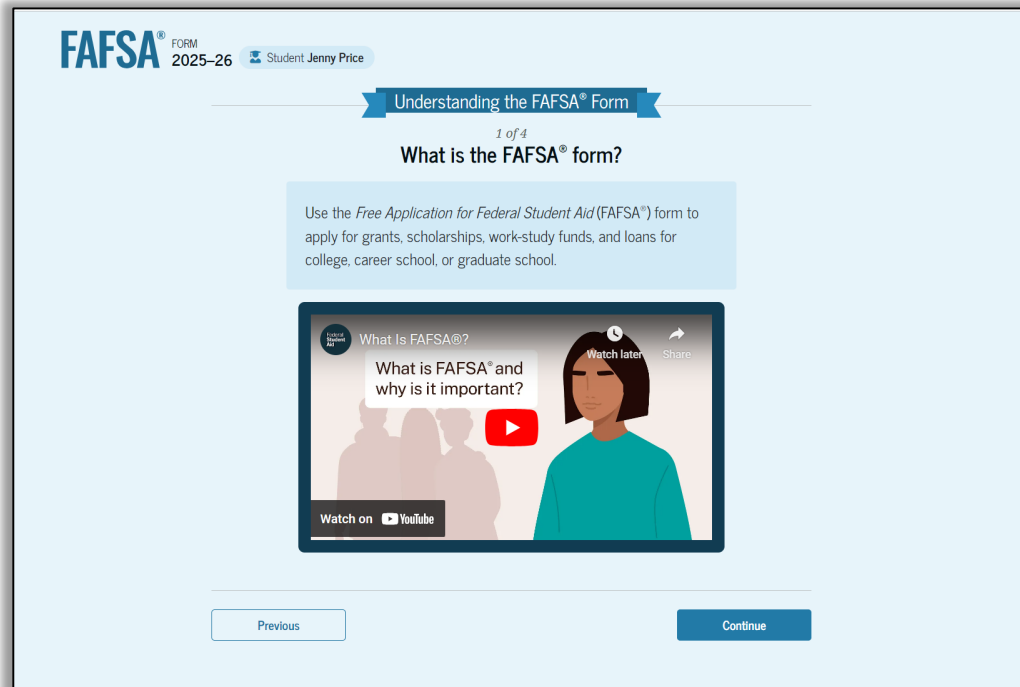 FAFSA® FORM
2025–26
Student Jenny Price
Understanding the FAFSA® Form
1 of 4
What is the FAFSA® form?
Use the Free Application for Federal Student Aid (FAFSA®) form to
apply for grants, scholarships, work-study funds, and loans for
college, career school, or graduate school.
Federal
Student
Aid
What Is FAFSA®?
Watch later
Share
What is FAFSA® and
why is it important?
Watch on YouTube
Previous
Continue